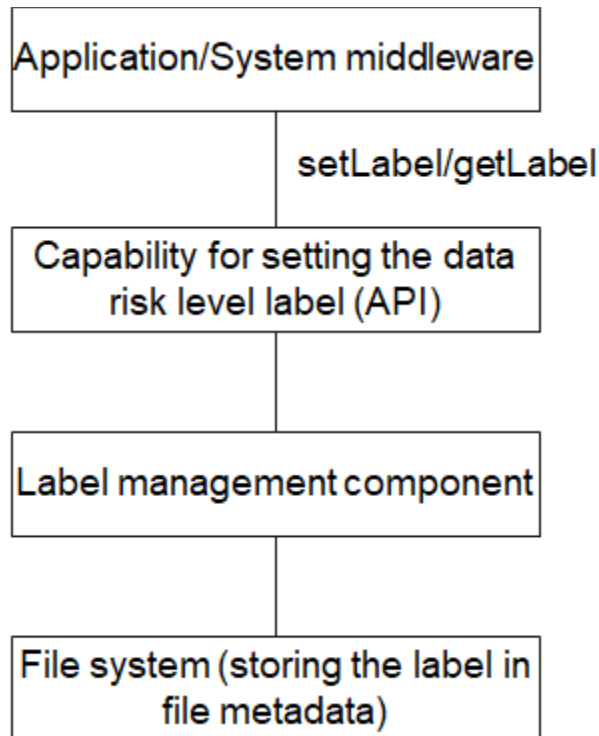 Application/System middleware
setLabel/getLabel
Capability for setting the data
risk level label (API)
Label management component
File system (storing the label in
file metadata)